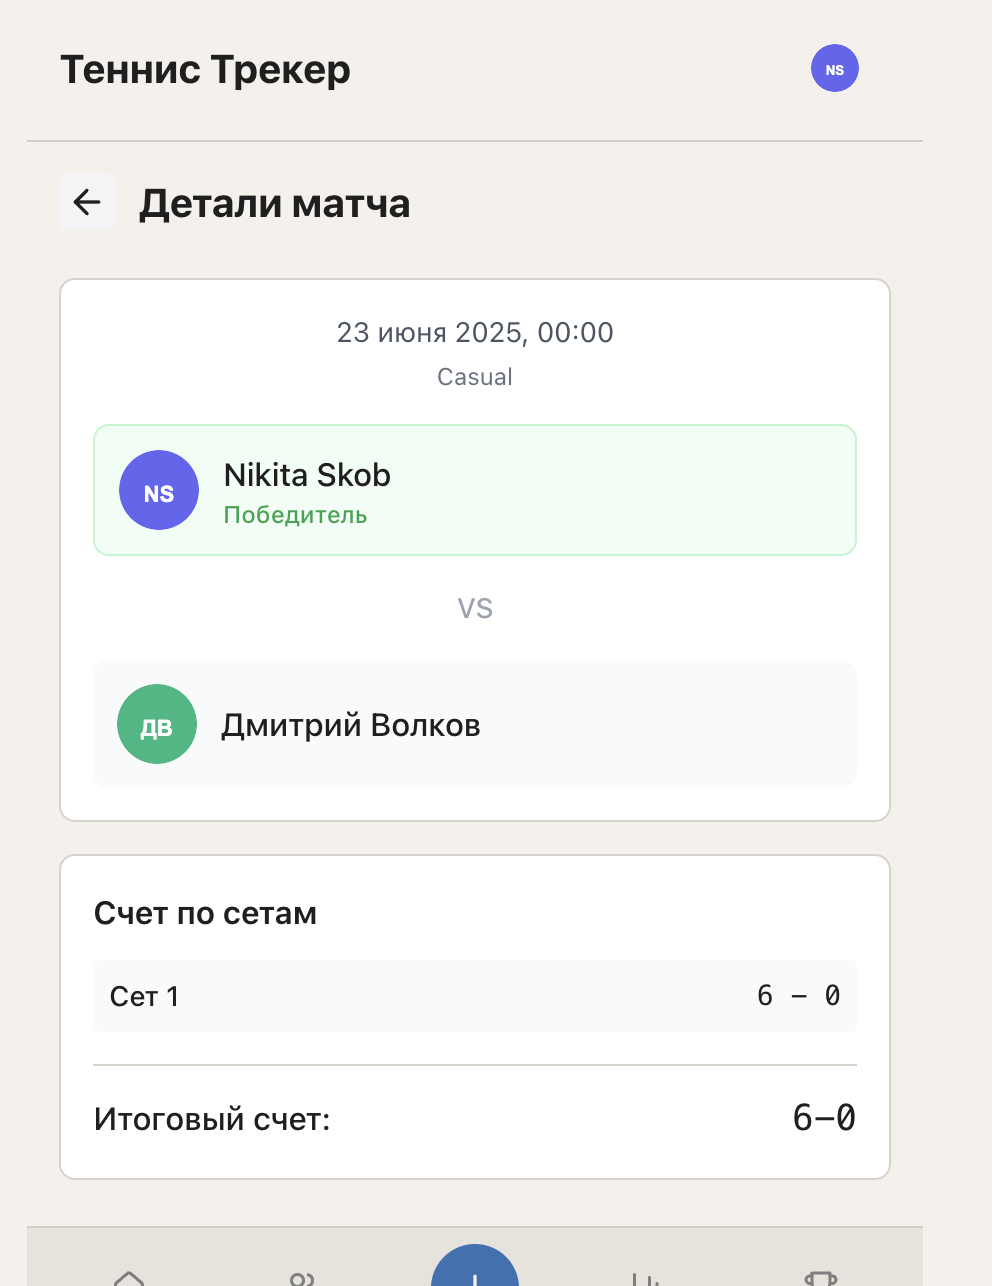 Теннис Трекер
NS
Детали матча
23 июня 2025, 00:00
Casual
NS
Nikita Skob
Победитель
VS
ДВ
Дмитрий Волков
Счет по сетам
Сет 1
6 – 0
Итоговый счет:
6–0